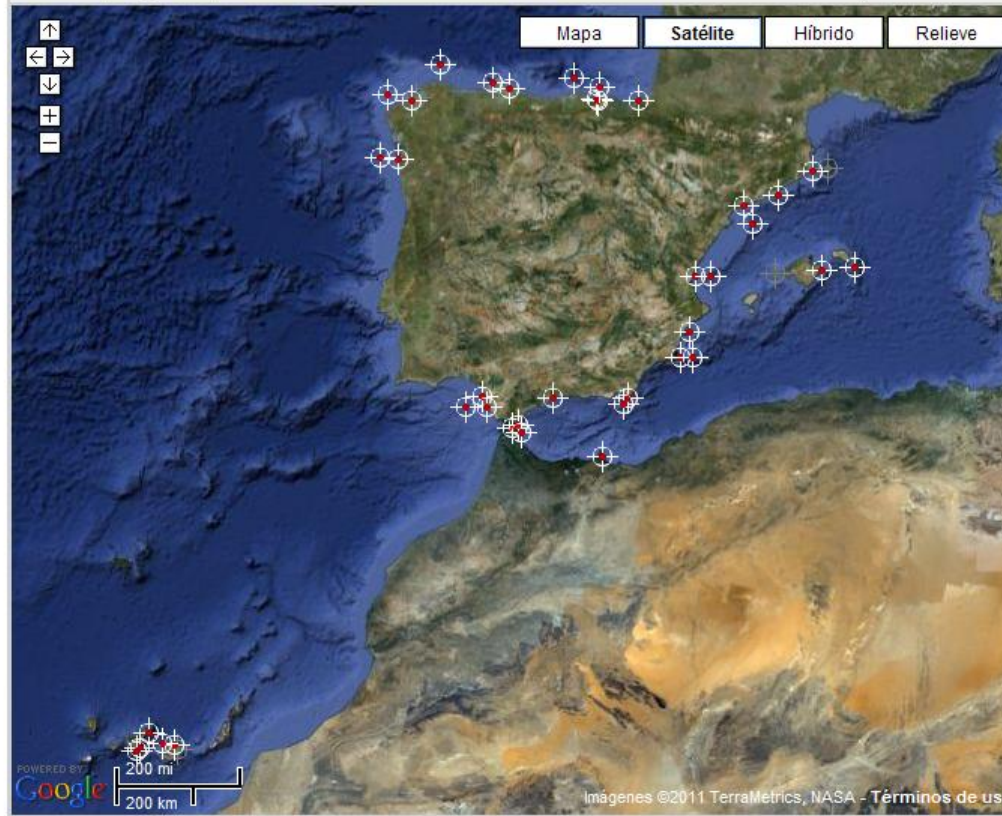 Mapa
Satélite
Híbrido
Relieve
POWERED BY
Google
200 mi
200 km
Imágenes ©2011 TerraMetrics, NASA - Términos de us